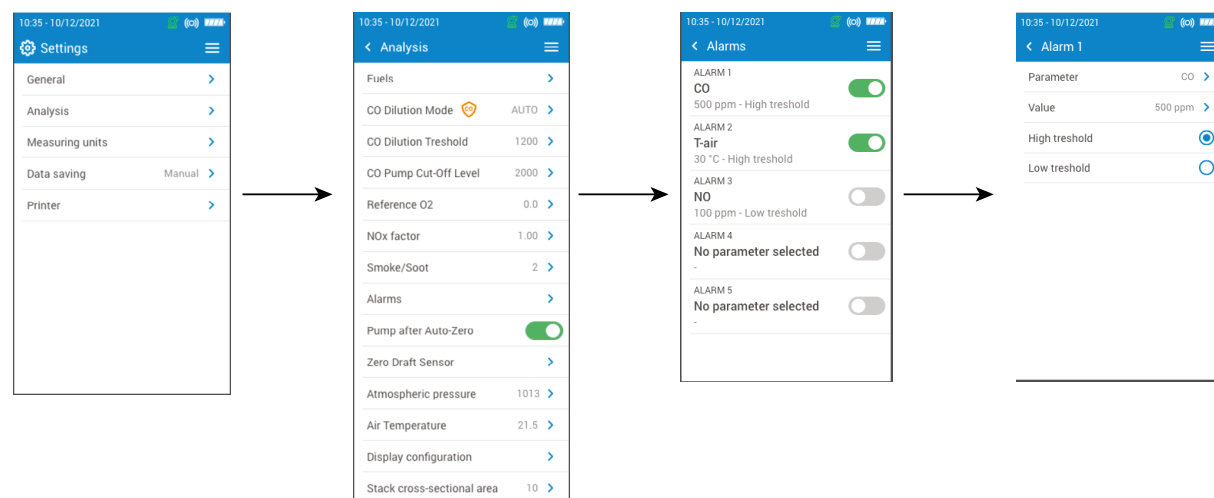 10:35 - 10/12/2021
Settings
General
Analysis
Measuring units
Data saving Manual
Printer
10:35 - 10/12/2021
Analysis
Fuels
CO Dilution Mode CO AUTO
CO Dilution Treshold 1200
CO Pump Cut-Off Level 2000
Reference O2 0.0
NOx factor 1.00
Smoke/Soot 2
Alarms
Pump after Auto-Zero
Zero Draft Sensor
Atmospheric pressure 1013
Air Temperature 21.5
Display configuration
Stack cross-sectional area 10
10:35 - 10/12/2021
Alarms
ALARM 1
CO
500 ppm - High treshold
ALARM 2
T-air
30 °C - High treshold
ALARM 3
NO
100 ppm - Low treshold
ALARM 4
No parameter selected
-
ALARM 5
No parameter selected
-
10:35 - 10/12/2021
Alarm 1
Parameter CO
Value 500 ppm
High treshold
Low treshold